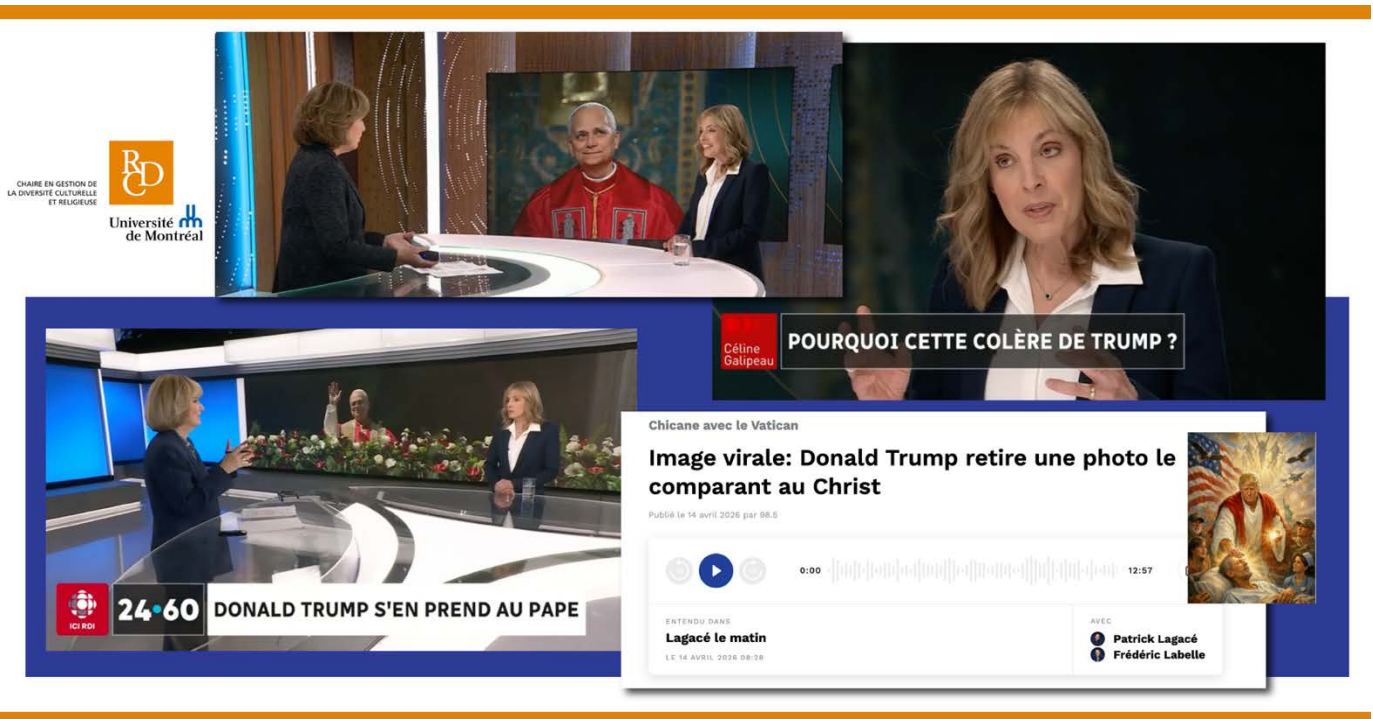 CHAIRE EN GESTION DE
LA DIVERSITÉ CULTURELLE
ET RELIGIEUSE
RDC
Université
de Montréal
Céline
Galipeau
POURQUOI CETTE COLÈRE DE TRUMP ?
ICI RDI
24•60
DONALD TRUMP S'EN PREND AU PAPE
Chicane avec le Vatican
Image virale: Donald Trump retire une photo le
comparant au Christ
Publié le 14 avril 2026 par 98.5
0:00
12:57
ENTENDU DANS
Lagacé le matin
LE 14 AVRIL 2026 08:28
AVEC
Patrick Lagacé
Frédéric Labelle